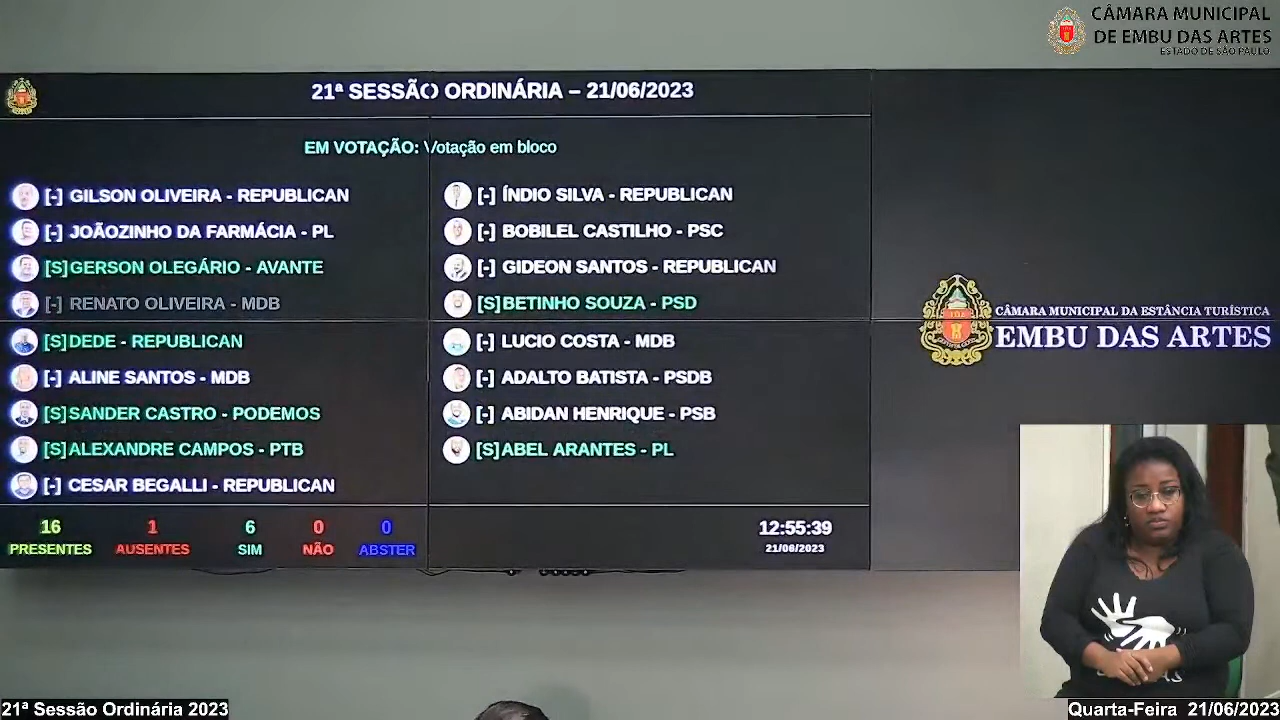 CÂMARA MUNICIPAL
DE EMBU DAS ARTES
ESTADO DE SÃO PAULO
21ª SESSÃO ORDINÁRIA – 21/06/2023
EM VOTAÇÃO: Votação em bloco
[-] GILSON OLIVEIRA - REPUBLICAN
[-] JOÃOZINHO DA FARMÁCIA - PL
[S] GERSON OLEGÁRIO - AVANTE
[-] RENATO OLIVEIRA - MDB
[S] DEDE - REPUBLICAN
[-] ALINE SANTOS - MDB
[S] SANDER CASTRO - PODEMOS
[S] ALEXANDRE CAMPOS - PTB
[-] CESAR BEGALLI - REPUBLICAN
[-] ÍNDIO SILVA - REPUBLICAN
[-] BOBILEL CASTILHO - PSC
[-] GIDEON SANTOS - REPUBLICAN
[S] BETINHO SOUZA - PSD
[-] LUCIO COSTA - MDB
[-] ADALTO BATISTA - PSDB
[-] ABIDAN HENRIQUE - PSB
[S] ABEL ARANTES - PL
16 1 6 0 0
PRESENTES AUSENTES SIM NÃO ABSTER
12:55:39
21/06/2023
CÂMARA MUNICIPAL DA ESTÂNCIA TURÍSTICA
EMBU DAS ARTES
21ª Sessão Ordinária 2023
Quarta-Feira 21/06/2023